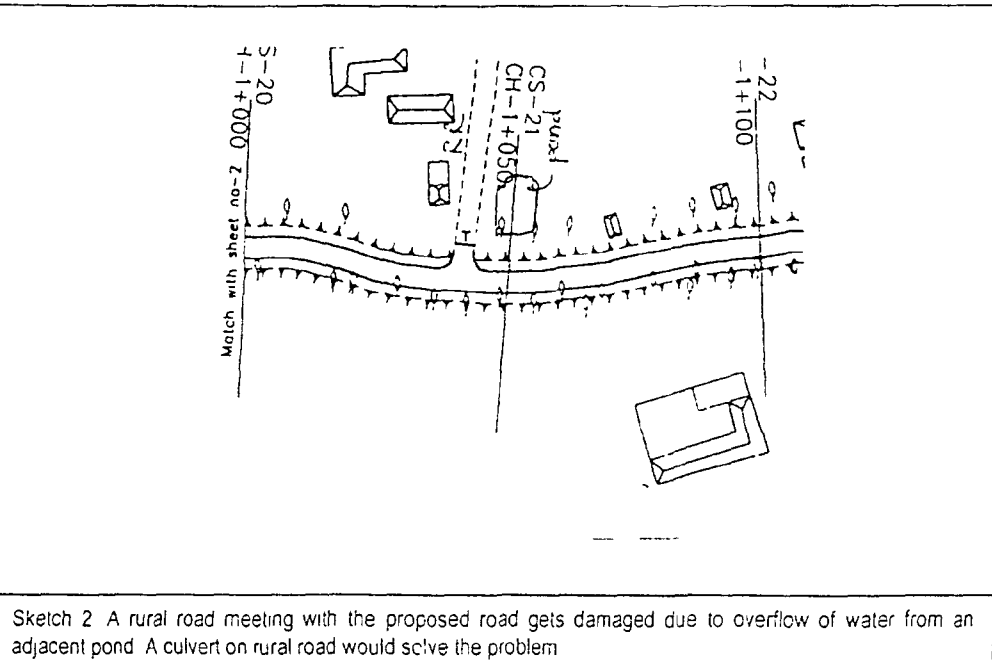 S-20
1+000
Match with sheet no-2
RR
CS-21
CH-1+050
pond
-22
-1+100
Sketch 2 A rural road meeting with the proposed road gets damaged due to overflow of water from an
adjacent pond A culvert on rural road would solve the problem